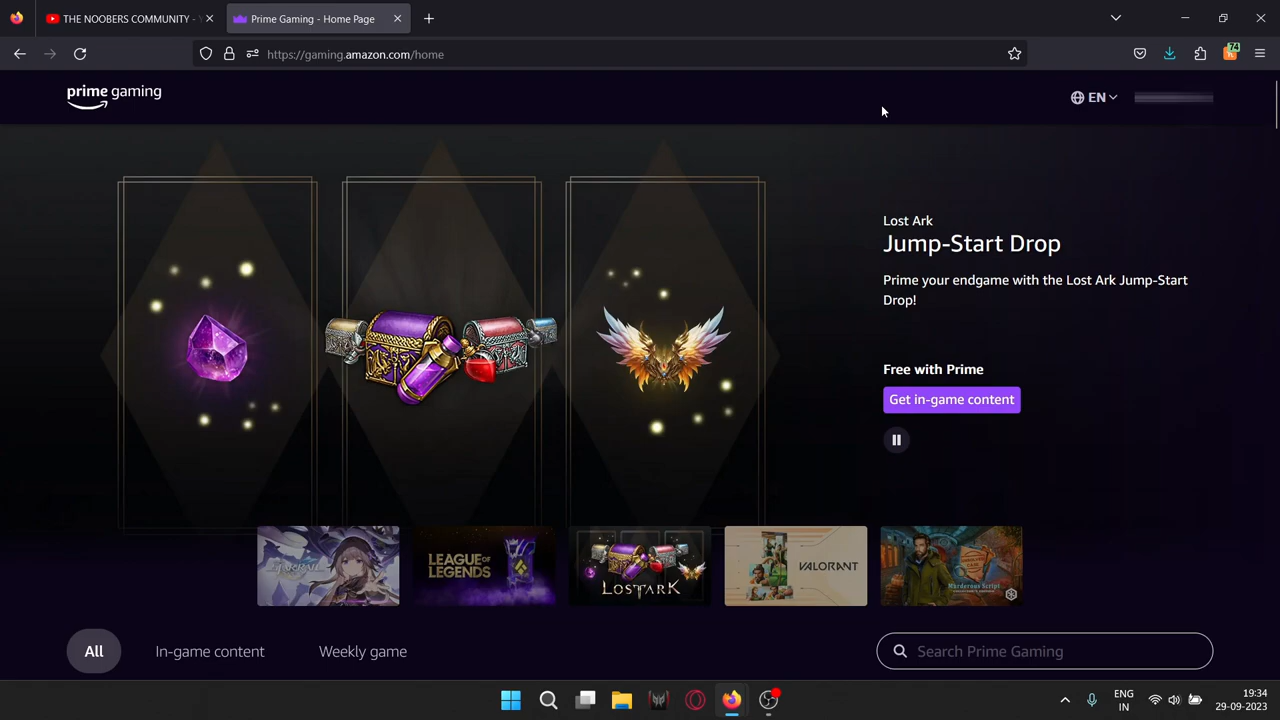 THE NOOBERS COMMUNITY -
Prime Gaming - Home Page
https://gaming.amazon.com/home
74
prime gaming
EN
Lost Ark
Jump-Start Drop
Prime your endgame with the Lost Ark Jump-Start
Drop!
Free with Prime
Get in-game content
LEAGUE OF
LEGENDS
LOST ARK
VALORANT
Murderous Script
All
In-game content
Weekly game
Search Prime Gaming
ENG
IN
19:34
29-09-2023